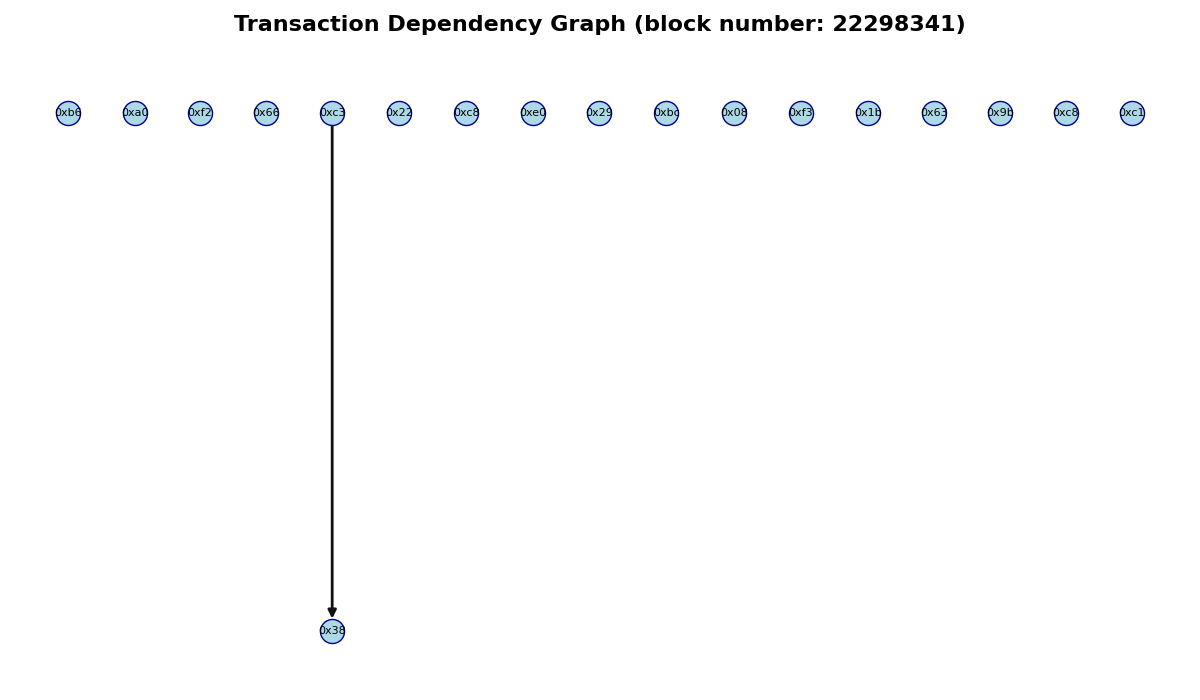 Transaction Dependency Graph (block number: 22298341)
0xb6 0xa0 0xf2 0x66 0xc3 0x22 0xc8 0xe0 0x29 0xbc 0x08 0xf3 0x1b 0x63 0x9b 0xc8 0xc1
0x38